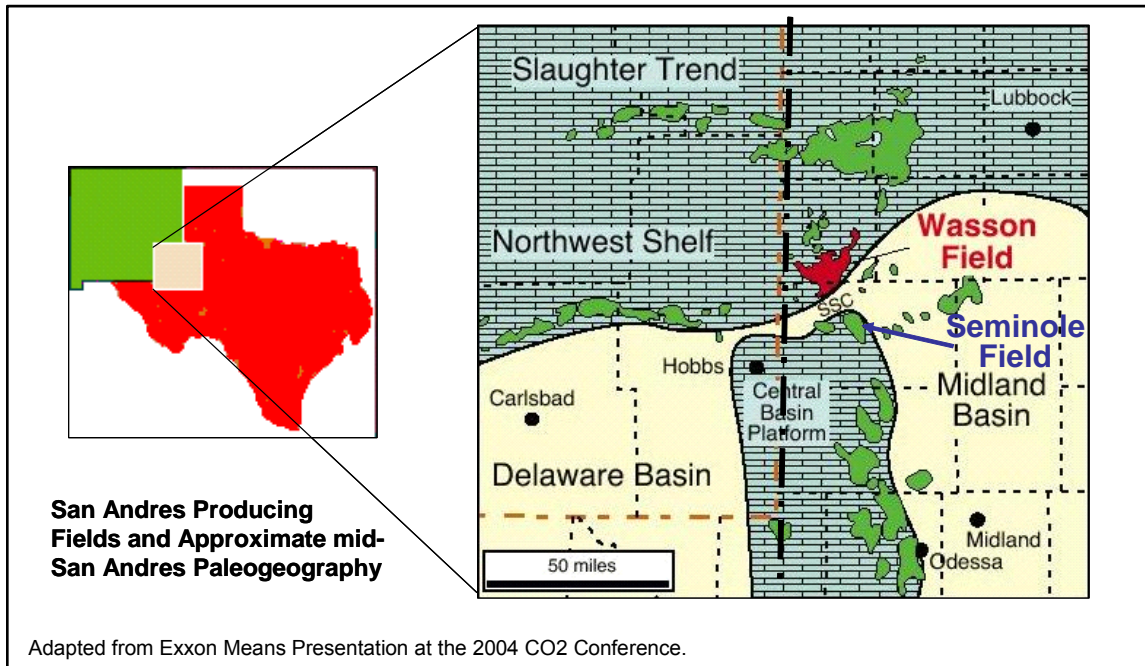 Slaughter Trend
Lubbock
Northwest Shelf
Wasson
Field
SSC
Seminole
Field
Hobbs
Carlsbad
Central
Basin
Platform
Midland
Basin
Delaware Basin
Midland
Odessa
50 miles
San Andres Producing
Fields and Approximate mid-
San Andres Paleogeography
Adapted from Exxon Means Presentation at the 2004 CO2 Conference.